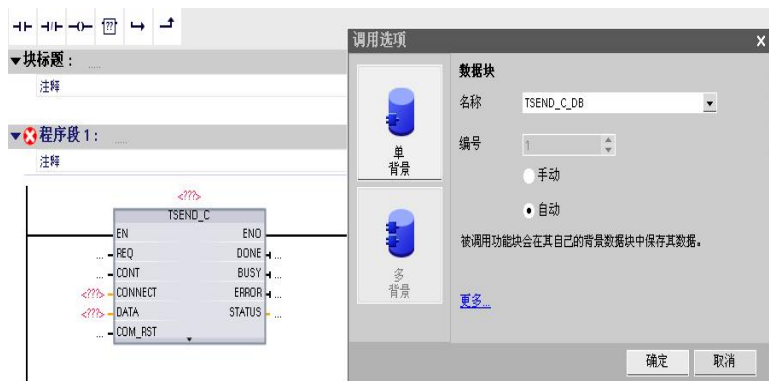 ??
调用选项 x
块标题： .....
注释
程序段 1： .....
注释
<???>
TSEND_C
EN ENO
... REQ DONE ...
... CONT BUSY ...
<???> CONNECT ERROR ...
<???> DATA STATUS ...
... COM_RST
单
背景
多
背景
数据块
名称 TSEND_C_DB
编号 1
手动
自动
被调用功能块会在其自己的背景数据块中保存其数据。
更多...
确定 取消